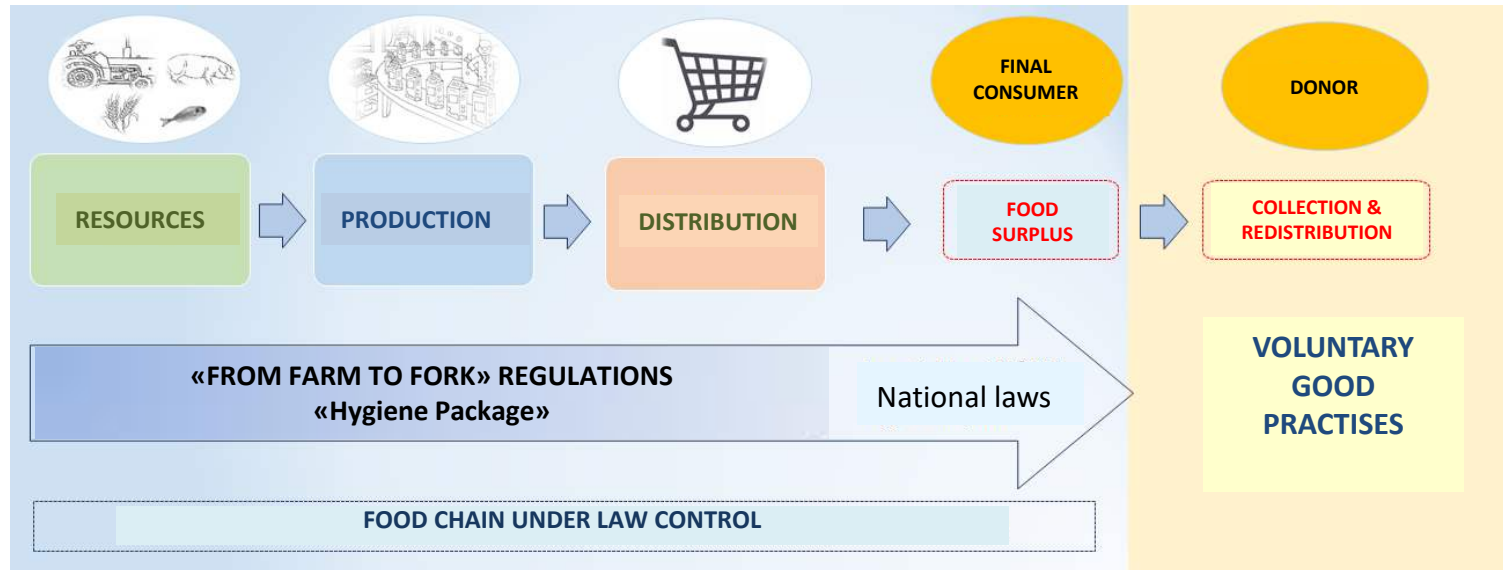 FINAL
CONSUMER
DONOR
RESOURCES
PRODUCTION
DISTRIBUTION
FOOD
SURPLUS
COLLECTION &
REDISTRIBUTION
«FROM FARM TO FORK» REGULATIONS
«Hygiene Package»
National laws
VOLUNTARY
GOOD
PRACTISES
FOOD CHAIN UNDER LAW CONTROL